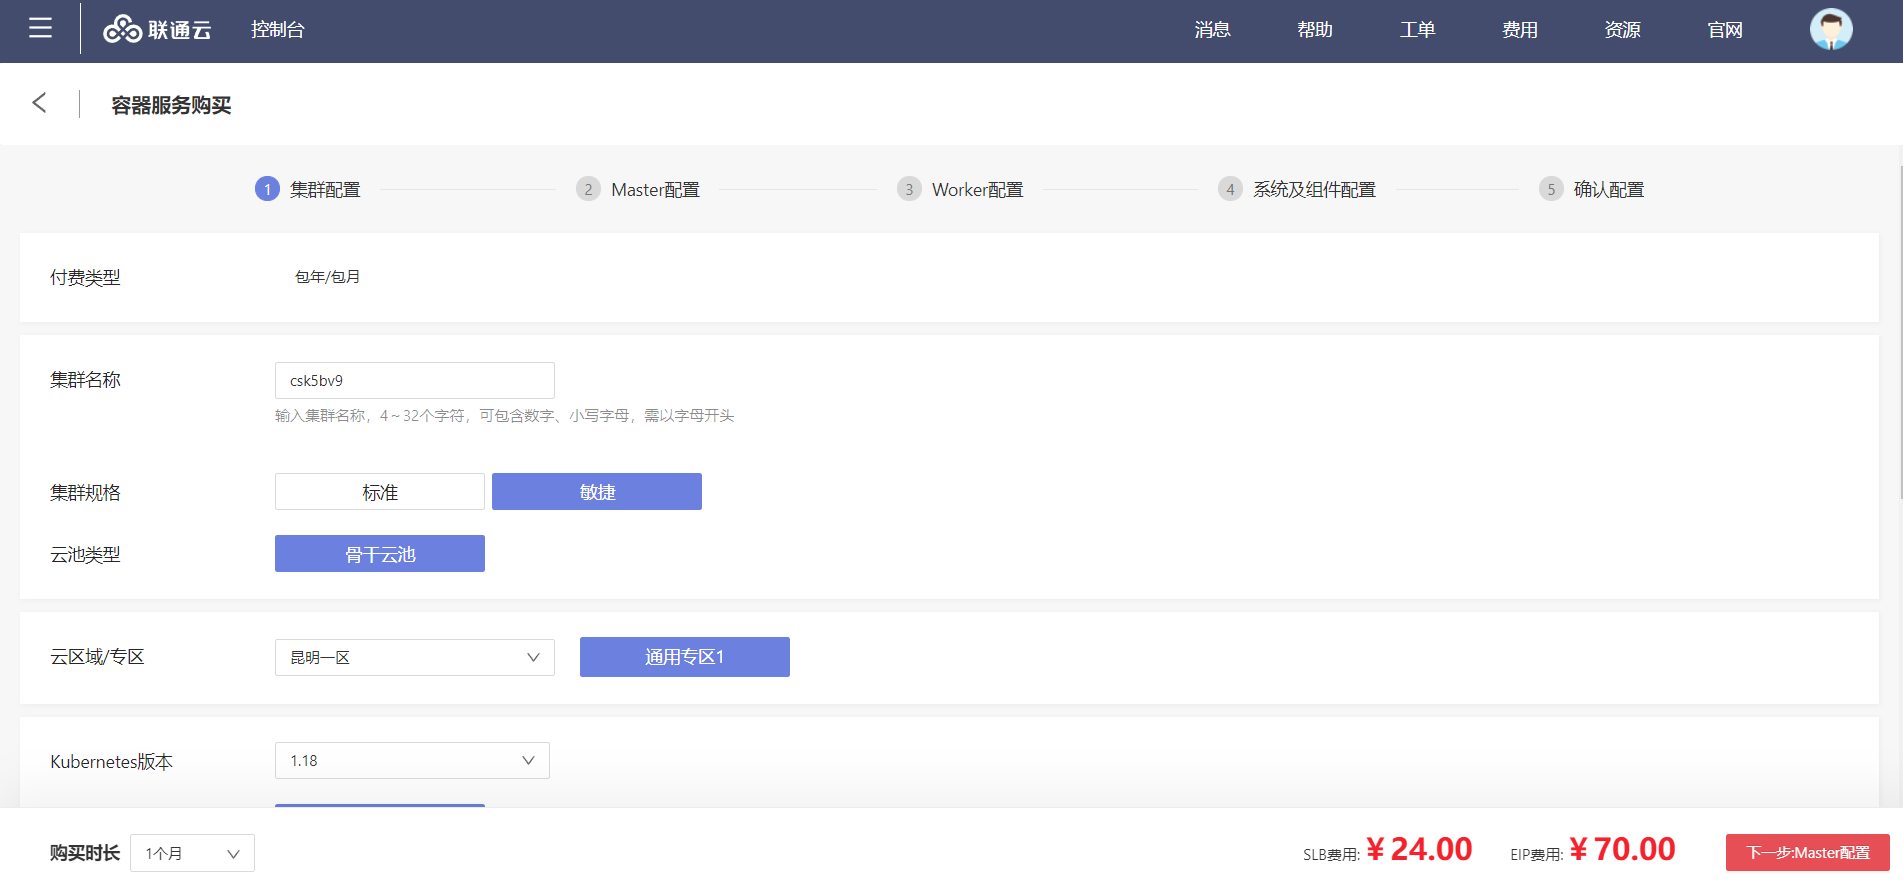 联通云 控制台 消息 帮助 工单 费用 资源 官网
容器服务购买
1 集群配置 2 Master配置 3 Worker配置 4 系统及组件配置 5 确认配置
付费类型 包年/包月
集群名称 csk5bv9
输入集群名称，4～32个字符，可包含数字、小写字母，需以字母开头
集群规格 标准 敏捷
云池类型 骨干云池
云区域/专区 昆明一区 通用专区1
Kubernetes版本 1.18
购买时长 1个月 SLB费用: ¥24.00 EIP费用: ¥70.00 下一步:Master配置